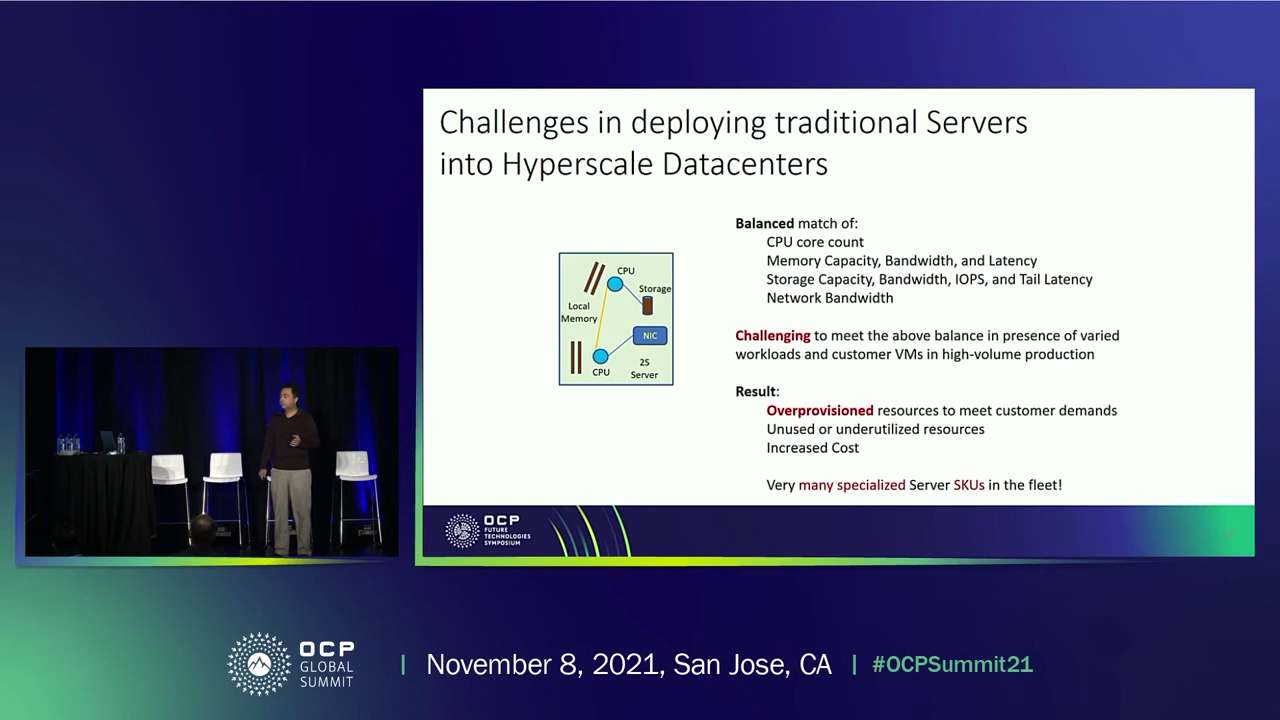 Challenges in deploying traditional Servers
into Hyperscale Datacenters
Balanced match of:
CPU core count
Memory Capacity, Bandwidth, and Latency
Storage Capacity, Bandwidth, IOPS, and Tail Latency
Network Bandwidth
Challenging to meet the above balance in presence of varied
workloads and customer VMs in high-volume production
Result:
Overprovisioned resources to meet customer demands
Unused or underutilized resources
Increased Cost
Very many specialized Server SKUs in the fleet!
CPU
Storage
Local
Memory
NIC
2S
Server
CPU
OCP
FUTURE
TECHNOLOGIES
SYMPOSIUM
OCP
GLOBAL
SUMMIT
| November 8, 2021, San Jose, CA | #OCPSummit21